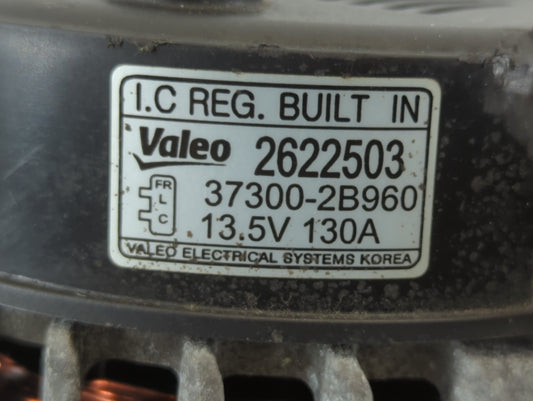 I.C REG. BUILT IN
Valeo 2622503
FR
L
C
37300-2B960
13.5V 130A
VALEO ELECTRICAL SYSTEMS KOREA